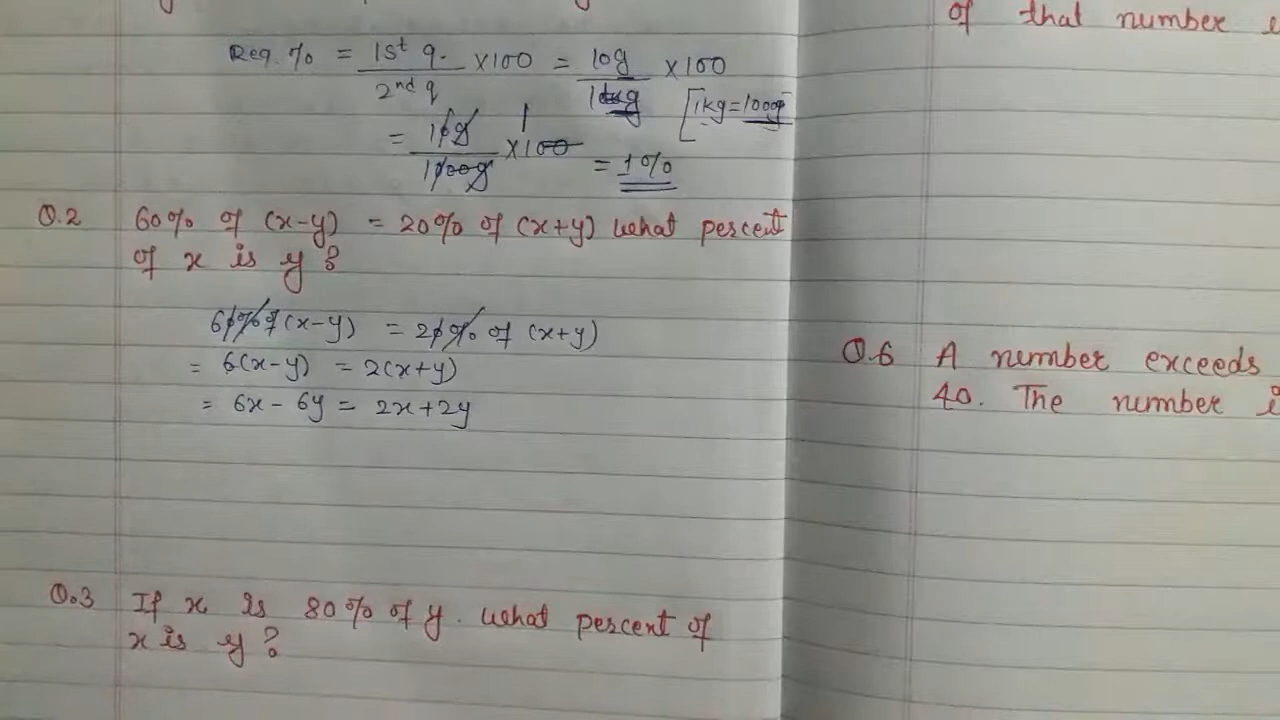 Req. % = 1st q. / 2nd q × 100 = 10g / 1kg × 100 [1kg = 1000g]
= 10g / 1000g × 100 1 = 1%
Q.2 60% of (x-y) = 20% of (x+y) what percent
of x is y ?
60% of (x-y) = 20% of (x+y)
= 6(x-y) = 2(x+y)
= 6x - 6y = 2x + 2y
Q.3 If x is 80% of y. what percent of
x is y ?
of that number
Q.6 A number exceeds
40. The number